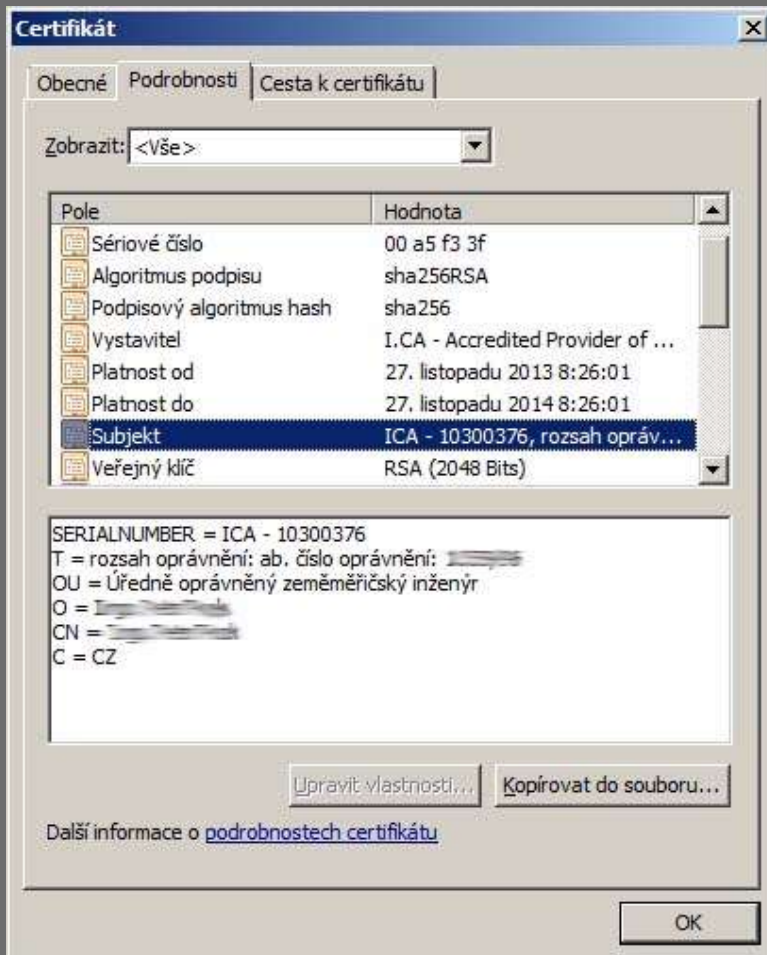 Certifikát
Obecné Podrobnosti Cesta k certifikátu
Zobrazit: <Vše>
Pole Hodnota
Sériové číslo 00 a5 f3 3f
Algoritmus podpisu sha256RSA
Podpisový algoritmus hash sha256
Vystavitel I.CA - Accredited Provider of ...
Platnost od 27. listopadu 2013 8:26:01
Platnost do 27. listopadu 2014 8:26:01
Subjekt ICA - 10300376, rozsah opráv...
Veřejný klíč RSA (2048 Bits)
SERIALNUMBER = ICA - 10300376
T = rozsah oprávnění: ab. číslo oprávnění:
OU = Úředně oprávněný zeměměřičský inženýr
O =
CN =
C = CZ
Upravit vlastnosti... Kopírovat do souboru...
Další informace o podrobnostech certifikátu
OK